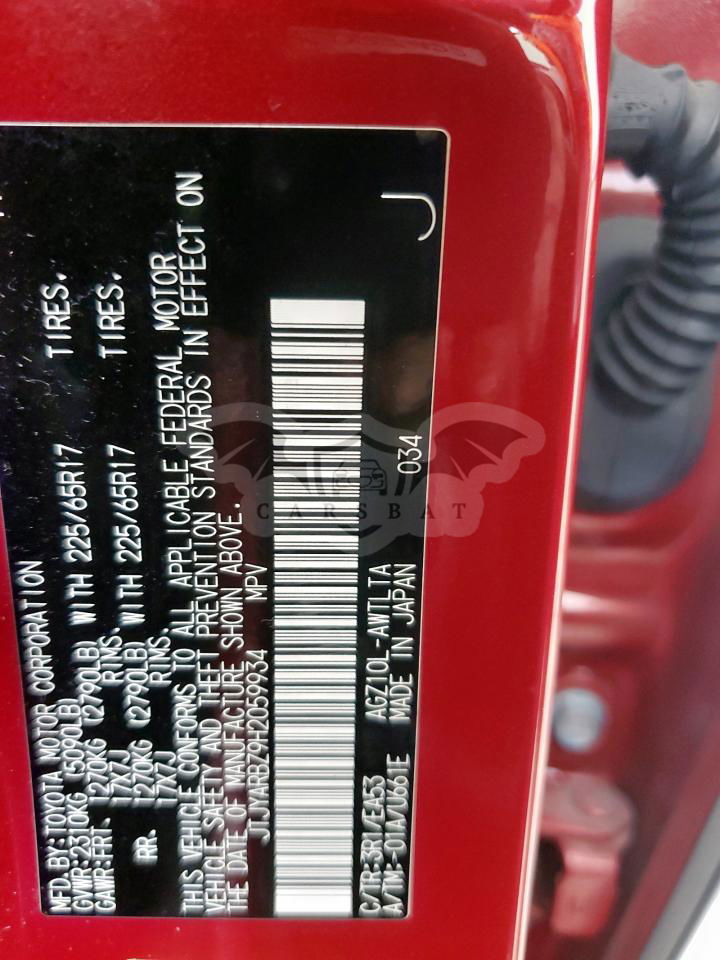 MFD.BY:TOYOTA MOTOR CORPORATION
GVWR:2310KG (5090LB)
GAWR:FRT. 1270KG (2790LB) WITH 225/65R17 TIRES.
17X7J RIMS.
RR. 1270KG (2790LB) WITH 225/65R17 TIRES.
17X7J RIMS.
THIS VEHICLE CONFORMS TO ALL APPLICABLE FEDERAL MOTOR
VEHICLE SAFETY AND THEFT PREVENTION STANDARDS IN EFFECT ON
THE DATE OF MANUFACTURE SHOWN ABOVE.
JTJYARBZ9H2059934 MPV
CARSBAT
C/TR:3R1/EA53 AGZ10L-AWTLTA 034
A/TM:-01A/U661E MADE IN JAPAN
J